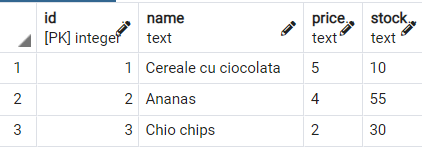 id name price stock
[PK] integer text text text
1 1 Cereale cu ciocolata 5 10
2 2 Ananas 4 55
3 3 Chio chips 2 30